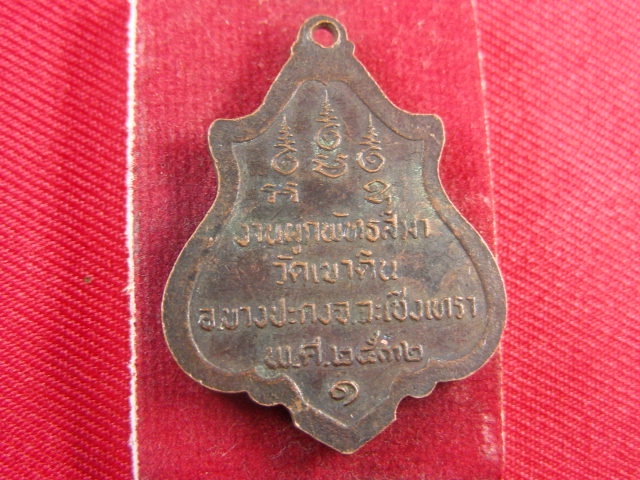 งานผูกพัทธสีมา
วัดเขาดิน
อ.บางปะกง จ.ฉะเชิงเทรา
พ.ศ.๒๕๓๒
๑